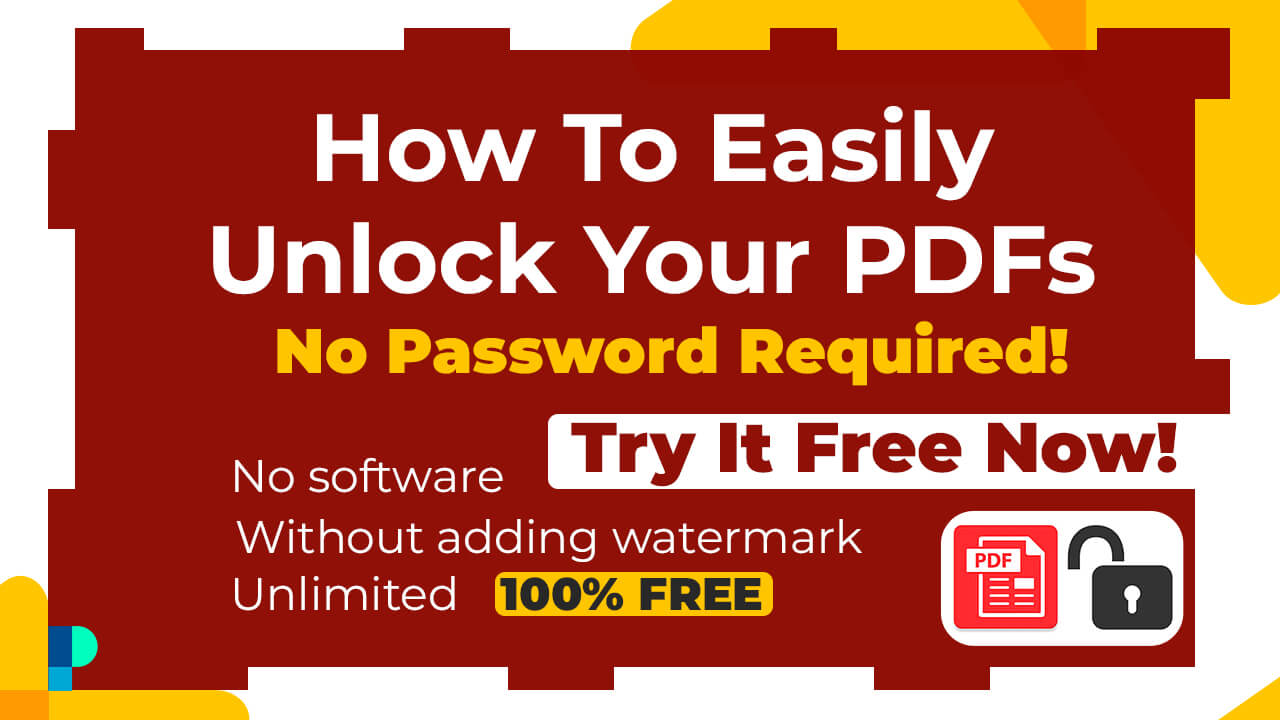 How To Easily
Unlock Your PDFs
No Password Required!
Try It Free Now!
No software
Without adding watermark
Unlimited 100% FREE
PDF